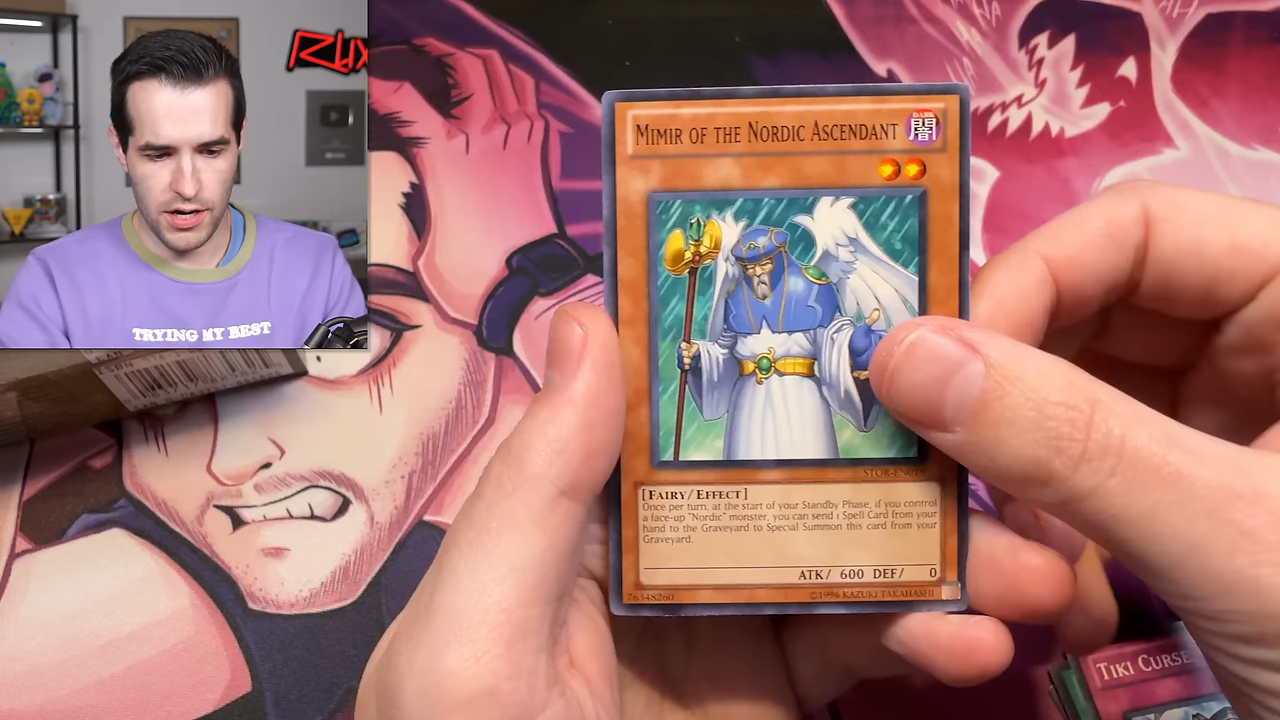 TRYING MY BEST
MIMIR OF THE NORDIC ASCENDANT
DARK
闇
[FAIRY/EFFECT]
Once per turn, at the start of your Standby Phase, if you control
a face-up "Nordic" monster, you can send 1 Spell Card from your
hand to the Graveyard to Special Summon this card from your
Graveyard.
ATK/ 600 DEF/ 0
76348260
©1996 KAZUKI TAKAHASHI
TIKI CURSE